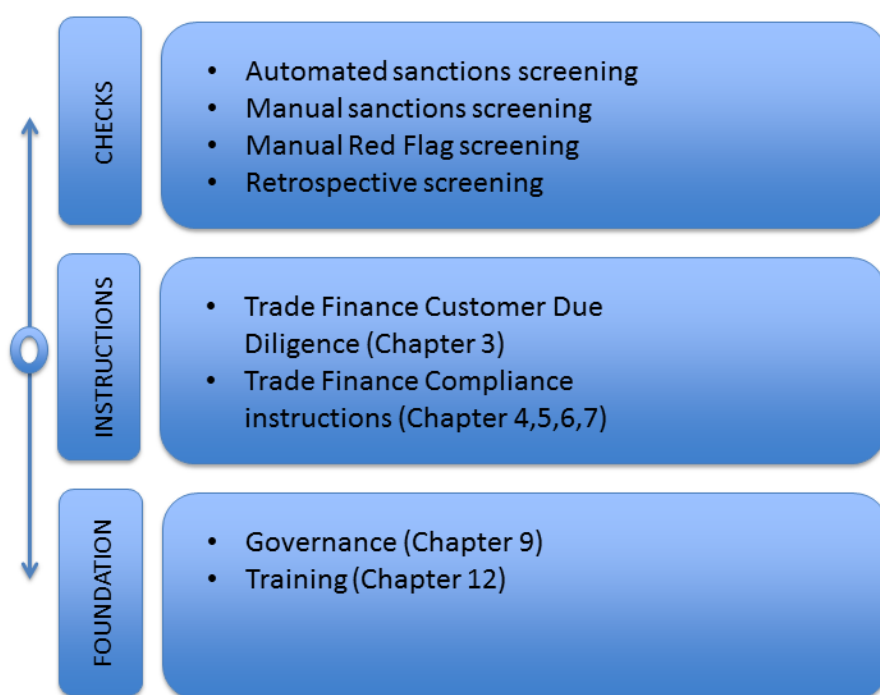 CHECKS
• Automated sanctions screening
• Manual sanctions screening
• Manual Red Flag screening
• Retrospective screening
INSTRUCTIONS
• Trade Finance Customer Due
Diligence (Chapter 3)
• Trade Finance Compliance
instructions (Chapter 4,5,6,7)
FOUNDATION
• Governance (Chapter 9)
• Training (Chapter 12)